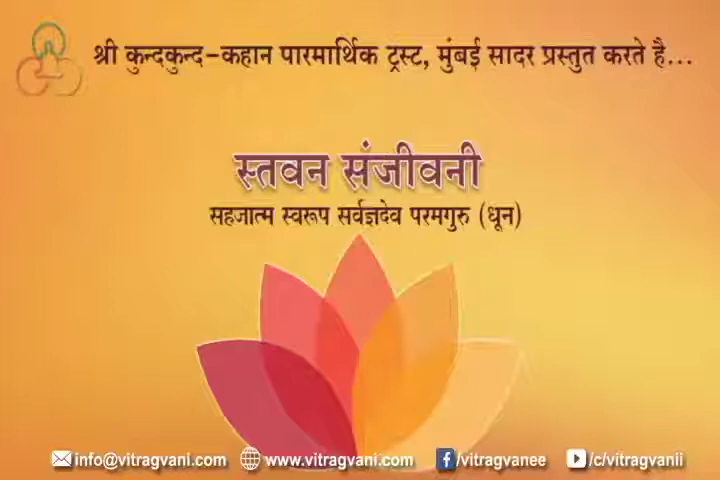 श्री कुन्दकुन्द-कहान पारमार्थिक ट्रस्ट, मुंबई सादर प्रस्तुत करते है...
स्तवन संजीवनी
सहजात्म स्वरूप सर्वज्ञदेव परमगुरु (धून)
info@vitragvani.com www.vitragvani.com /vitragvanee /c/vitragvanii